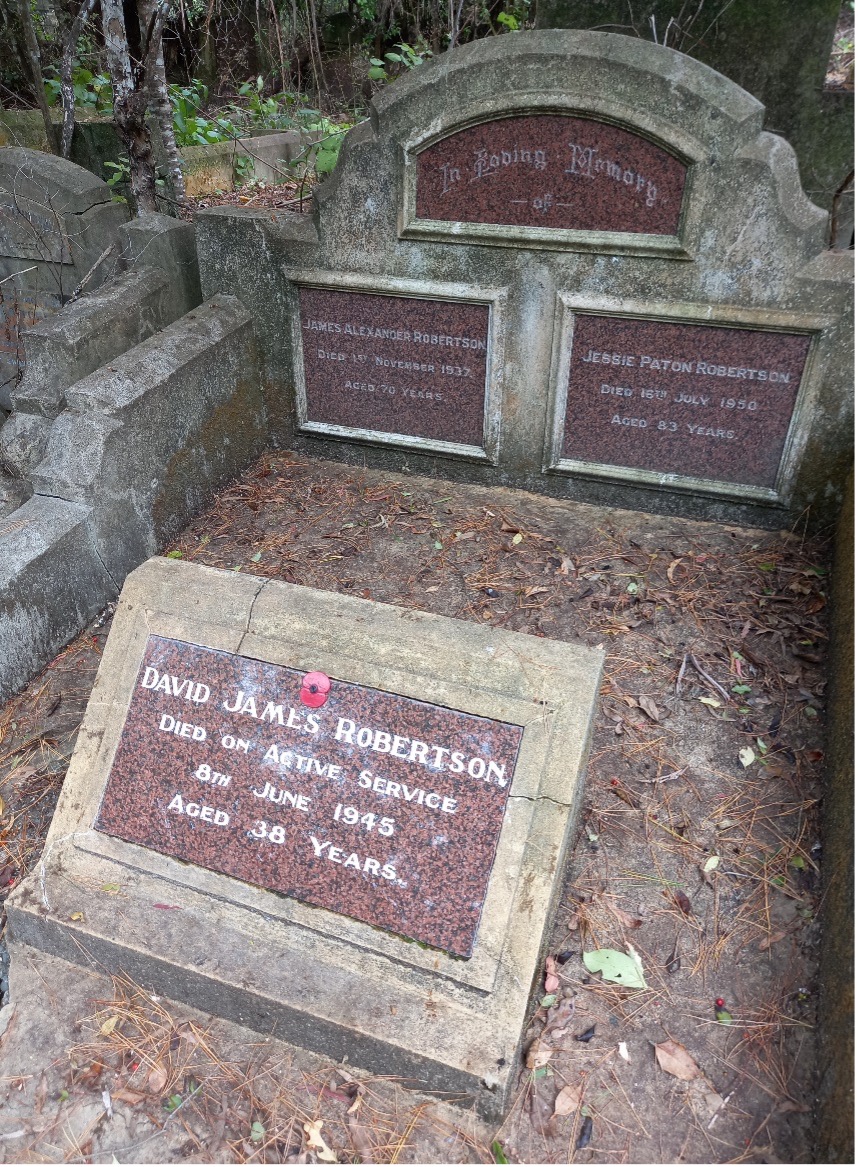 In Loving Memory
— of —
JAMES ALEXANDER ROBERTSON
DIED 1ST NOVEMBER 1937
AGED 70 YEARS.
JESSIE PATON ROBERTSON
DIED 16TH JULY 1950
AGED 83 YEARS
DAVID JAMES ROBERTSON,
DIED ON ACTIVE SERVICE
8TH JUNE 1945
AGED 38 YEARS.